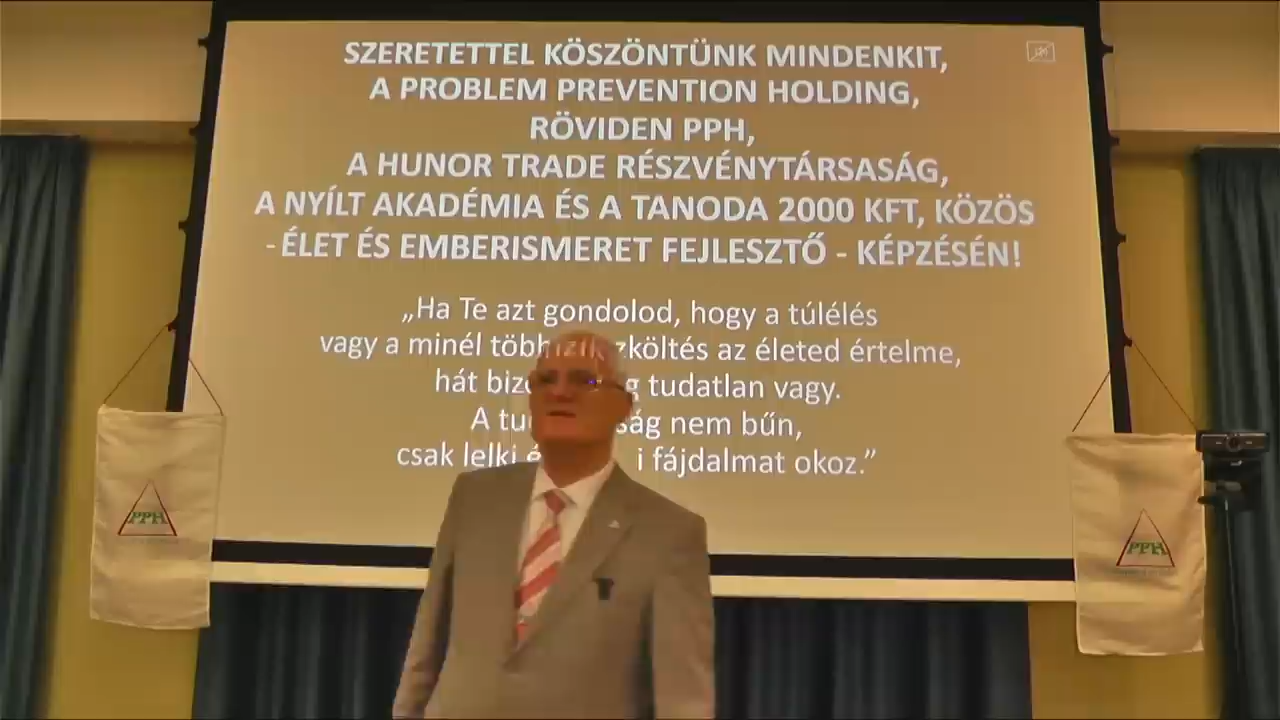 SZERETETTEL KÖSZÖNTÜNK MINDENKIT,
A PROBLEM PREVENTION HOLDING,
RÖVIDEN PPH,
A HUNOR TRADE RÉSZVÉNYTÁRSASÁG,
A NYÍLT AKADÉMIA ÉS A TANODA 2000 KFT, KÖZÖS
- ÉLET ÉS EMBERISMERET FEJLESZTŐ - KÉPZÉSÉN!
„Ha Te azt gondolod, hogy a túlélés
vagy a minél több az életed értelme,
hát tudatlan vagy.
A nem bűn,
csak lelki fájdalmat okoz.”
PPH
PPH